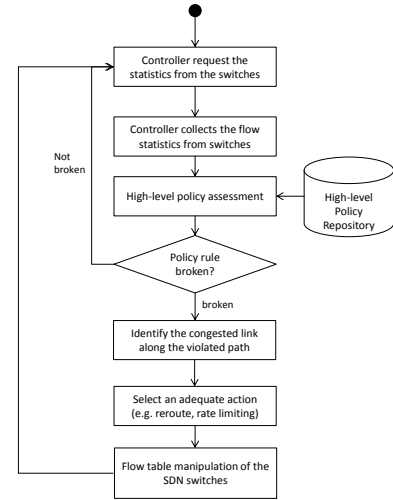 Controller request the
statistics from the switches
Controller collects the flow
statistics from switches
Not
broken
High-level policy assessment
High-level
Policy
Repository
Policy rule
broken?
broken
Identify the congested link
along the violated path
Select an adequate action
(e.g. reroute, rate limiting)
Flow table manipulation of the
SDN switches